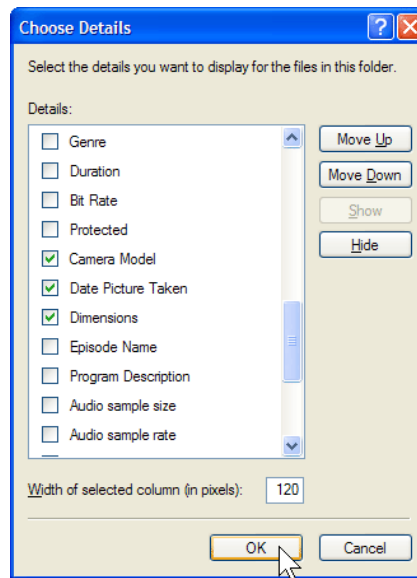 Choose Details
Select the details you want to display for the files in this folder.
Details:
Genre
Duration
Bit Rate
Protected
Camera Model
Date Picture Taken
Dimensions
Episode Name
Program Description
Audio sample size
Audio sample rate
Move Up
Move Down
Show
Hide
Width of selected column (in pixels): 120
OK Cancel